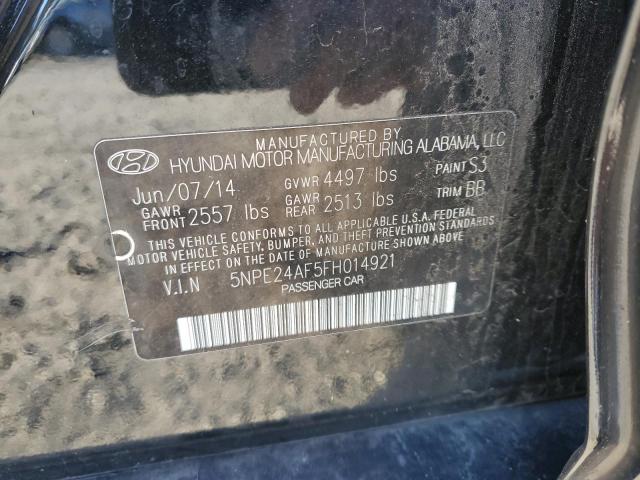 MANUFACTURED BY
HYUNDAI MOTOR MANUFACTURING ALABAMA, LLC
Jun/07/14 GVWR 4497 lbs PAINT S3
GAWR FRONT 2557 lbs GAWR REAR 2513 lbs TRIM BB
THIS VEHICLE CONFORMS TO ALL APPLICABLE U.S.A. FEDERAL
MOTOR VEHICLE SAFETY, BUMPER, AND THEFT PREVENTION
STANDARDS IN EFFECT ON THE DATE OF MANUFACTURE SHOWN ABOVE.
V.I.N 5NPE24AF5FH014921
PASSENGER CAR